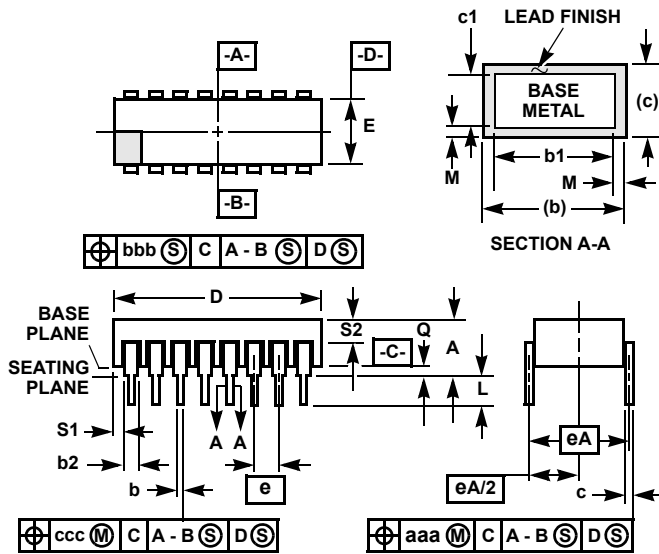 c1
LEAD FINISH
-A-
-D-
BASE
METAL
(c)
E
b1
M
M
-B-
(b)
SECTION A-A
⌖ bbb Ⓢ C A - B Ⓢ D Ⓢ
D
BASE
PLANE
S2
Q
-C-
A
SEATING
PLANE
L
S1
A A
eA
b2
b
e
eA/2
c
⌖ ccc Ⓜ C A - B Ⓢ D Ⓢ
⌖ aaa Ⓜ C A - B Ⓢ D Ⓢ